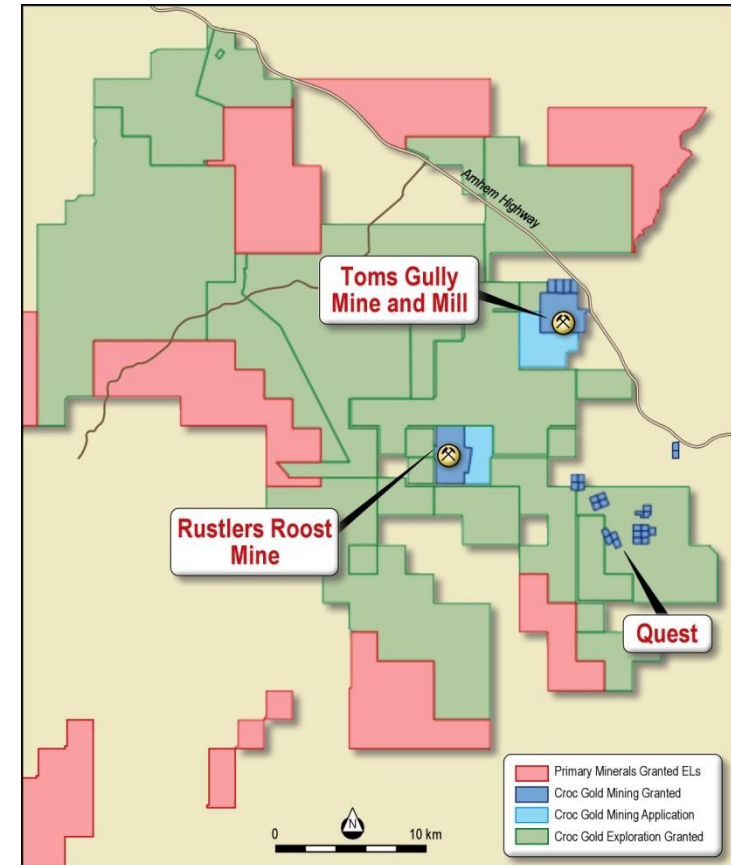 Arnhem Highway
Toms Gully
Mine and Mill
Rustlers Roost
Mine
Quest
Primary Minerals Granted ELs
Croc Gold Mining Granted
Croc Gold Mining Application
Croc Gold Exploration Granted
N
0 10 km